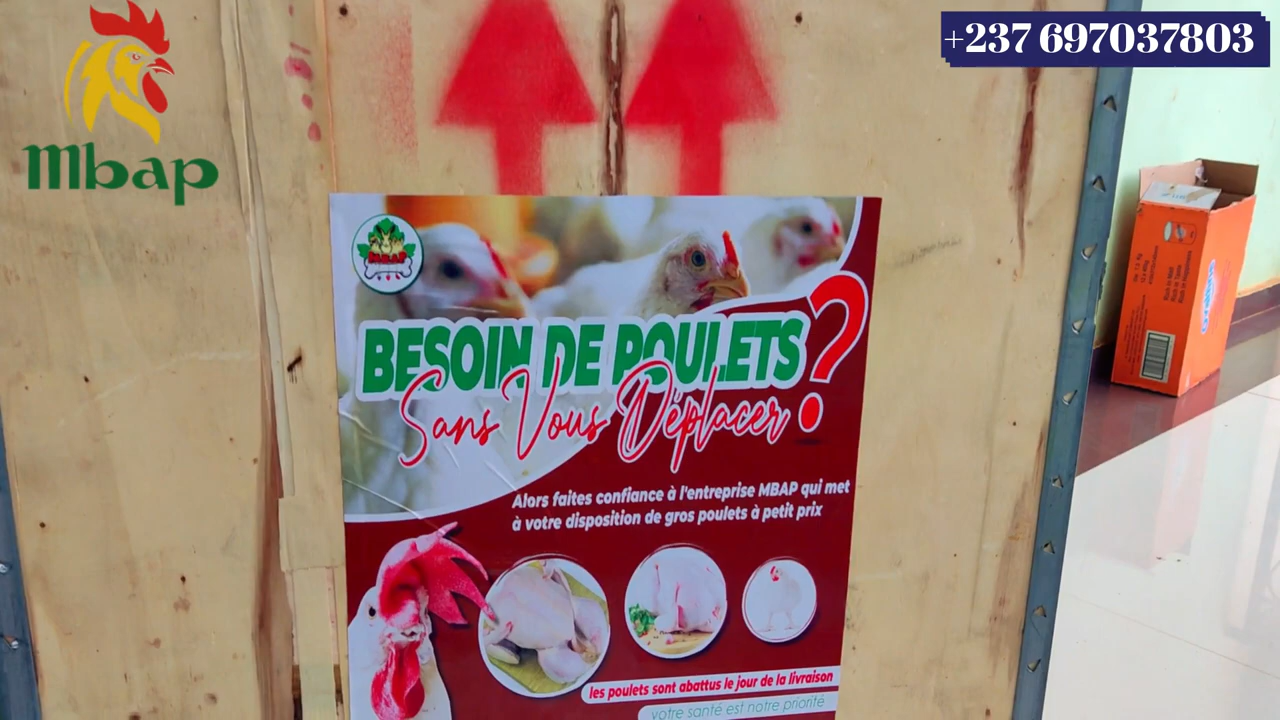 Mbap
+237 697037803
MBAP
BESOIN DE POULETS ?
Sans Vous Déplacer
Alors faites confiance à l'entreprise MBAP qui met
à votre disposition de gros poulets à petit prix
les poulets sont abattus le jour de la livraison
votre santé est notre priorité